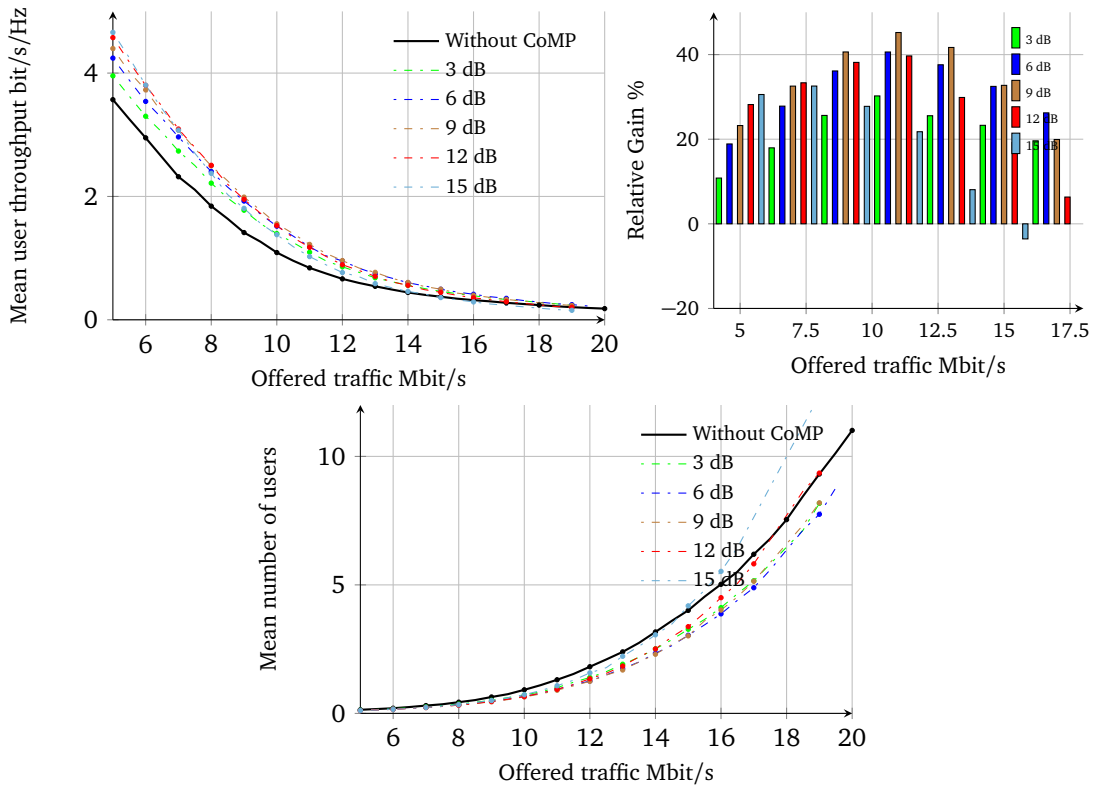 Mean user throughput bit/s/Hz
4
2
0
6 8 10 12 14 16 18 20
Offered traffic Mbit/s
Without CoMP
3 dB
6 dB
9 dB
12 dB
15 dB
Relative Gain %
40
20
0
−20
5 7.5 10 12.5 15 17.5
Offered traffic Mbit/s
3 dB
6 dB
9 dB
12 dB
15 dB
Mean number of users
10
5
0
6 8 10 12 14 16 18 20
Offered traffic Mbit/s
Without CoMP
3 dB
6 dB
9 dB
12 dB
15 dB